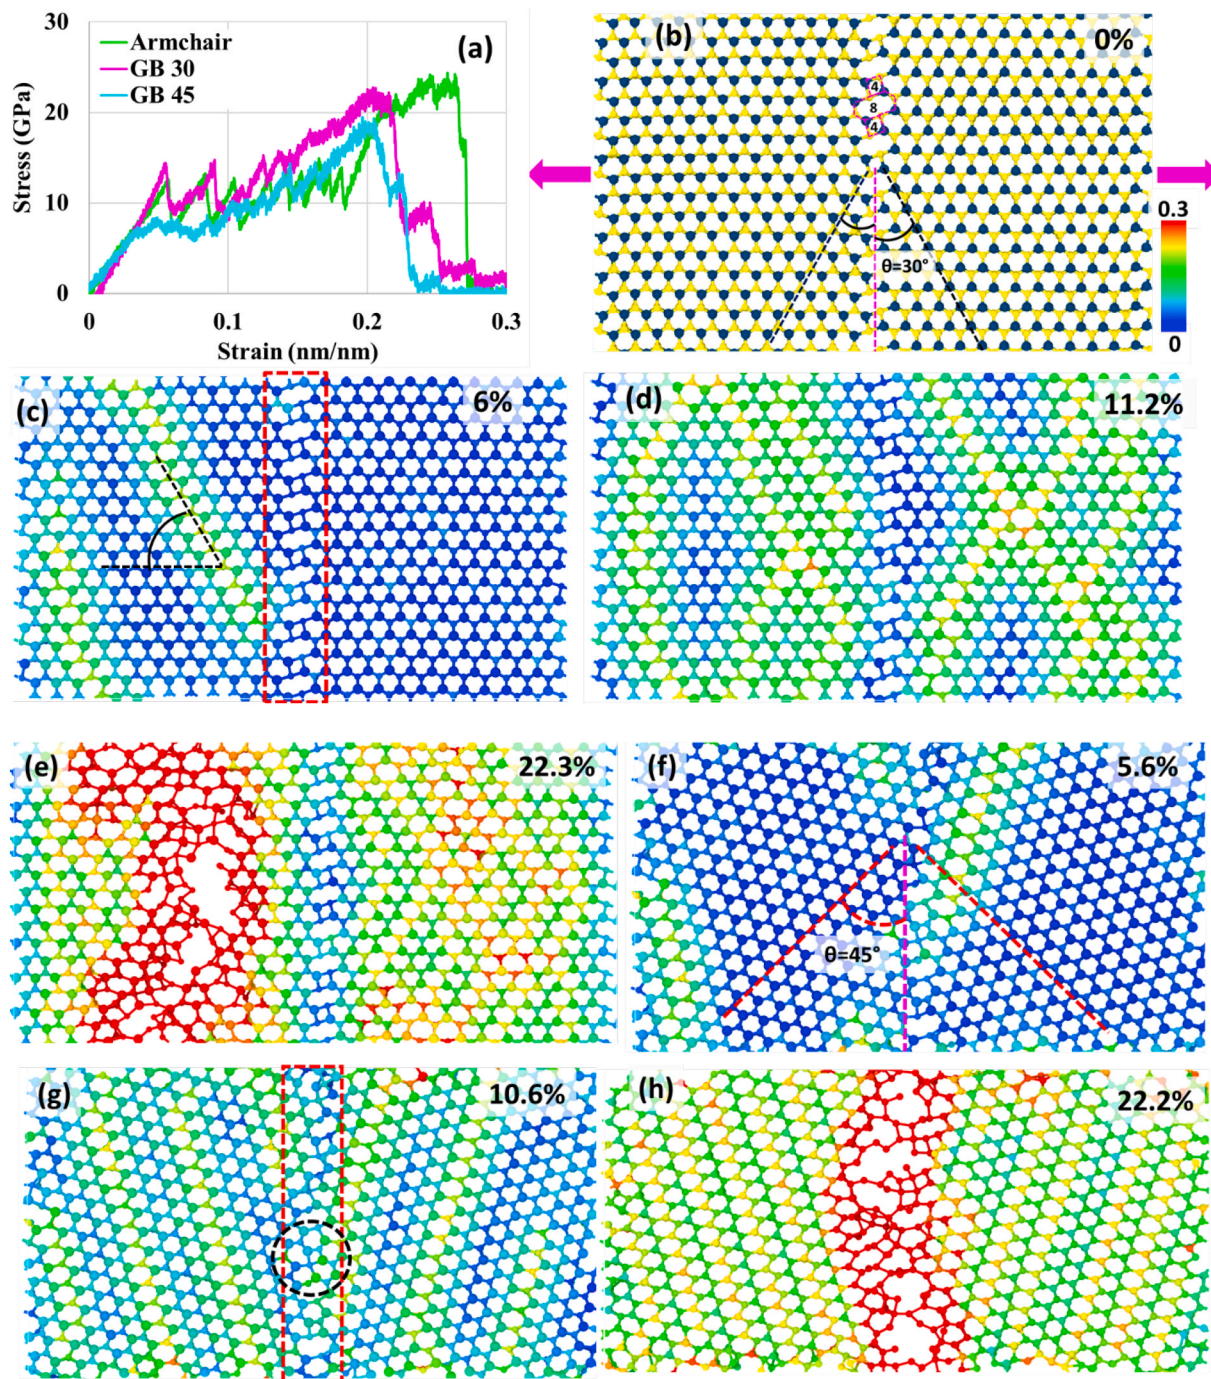 (a)
Armchair
GB 30
GB 45
30
20
10
0
Stress (GPa)
0
0.1
0.2
0.3
Strain (nm/nm)
(b)
0%
4
8
4
θ=30°
0.3
0
(c)
6%
(d)
11.2%
(e)
22.3%
(f)
5.6%
θ=45°
(g)
10.6%
(h)
22.2%